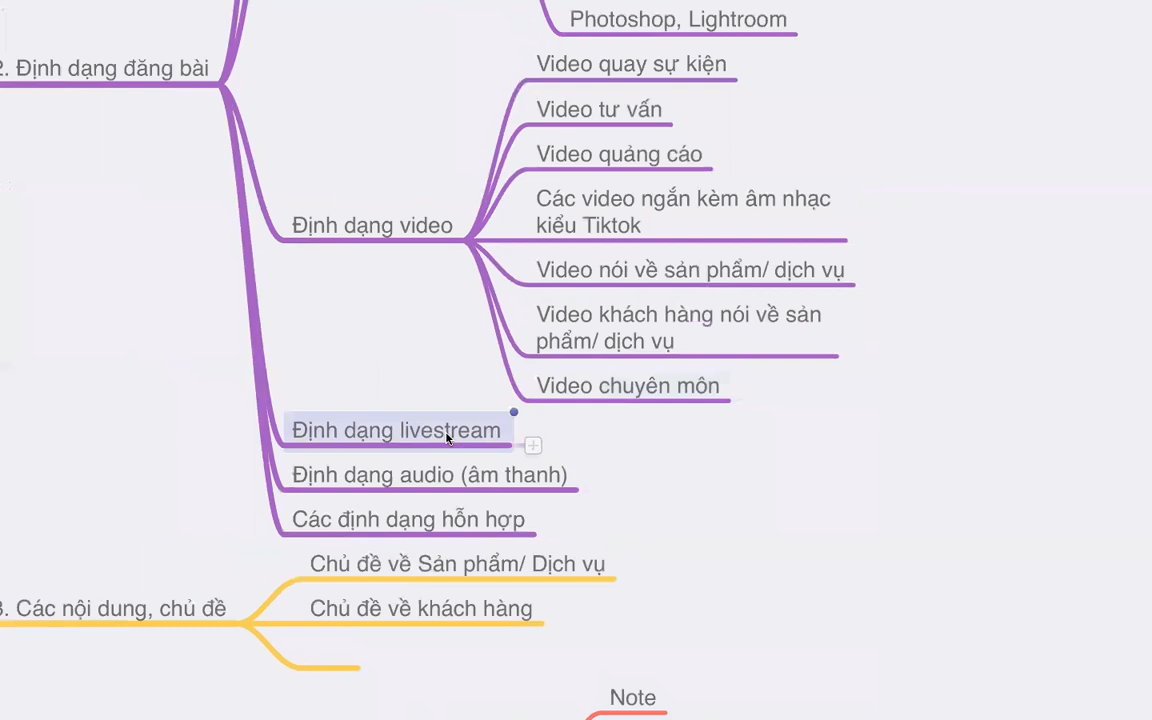 Photoshop, Lightroom
2. Định dạng đăng bài
Video quay sự kiện
Video tư vấn
Video quảng cáo
Các video ngắn kèm âm nhạc
kiểu Tiktok
Định dạng video
Video nói về sản phẩm/ dịch vụ
Video khách hàng nói về sản
phẩm/ dịch vụ
Video chuyên môn
Định dạng livestream
Định dạng audio (âm thanh)
Các định dạng hỗn hợp
Chủ đề về Sản phẩm/ Dịch vụ
3. Các nội dung, chủ đề
Chủ đề về khách hàng
Note